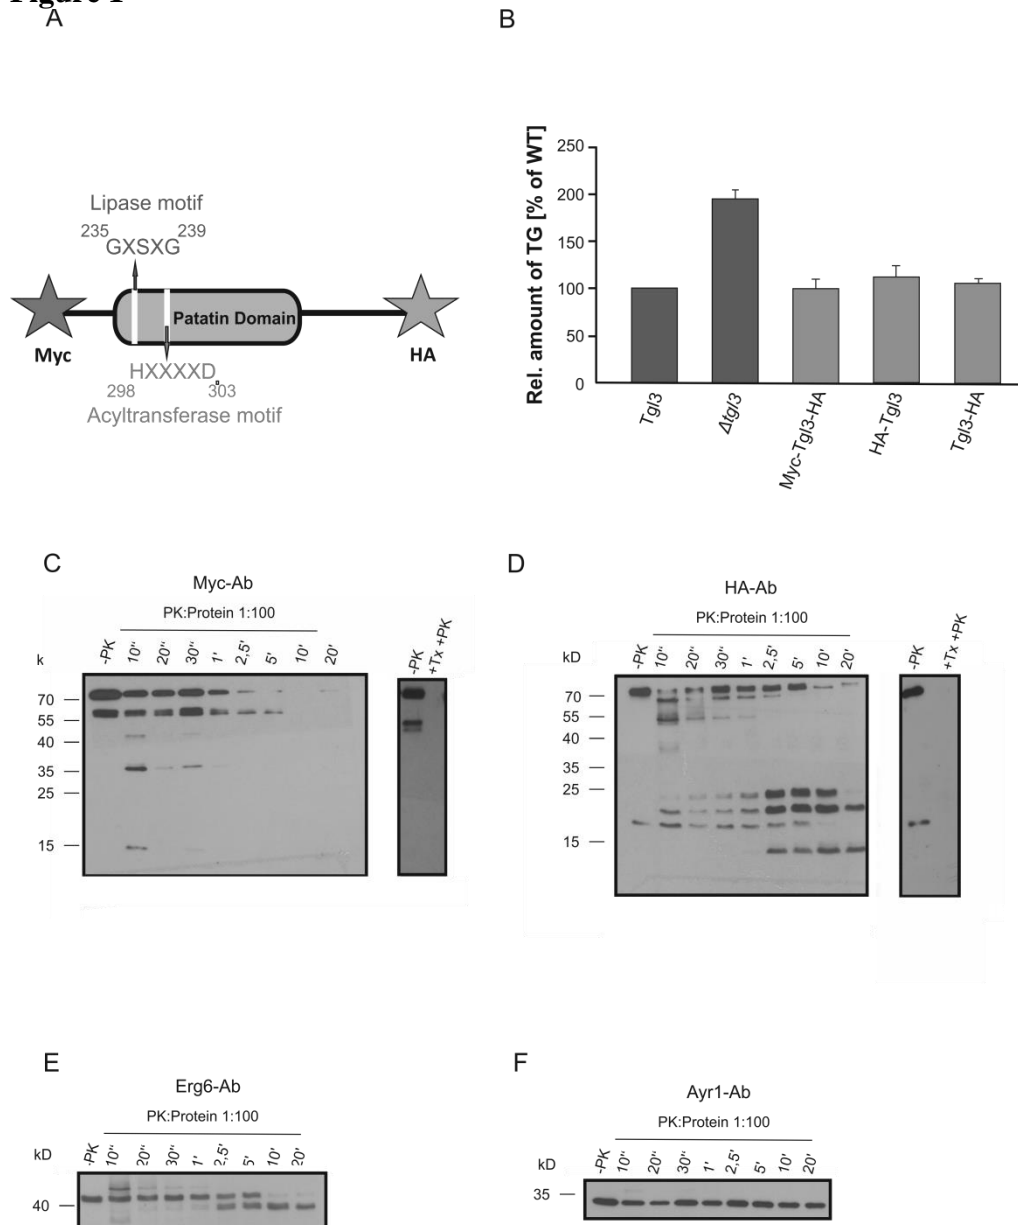 Figure 1
A
Lipase motif
235 GXSXG 239
Patatin Domain
Myc
HA
HXXXXD
298 303
Acyltransferase motif
B
Rel. amount of TG [% of WT]
250
200
150
100
50
0
Tgl3
Δtgl3
Myc-Tgl3-HA
HA-Tgl3
Tgl3-HA
C
Myc-Ab
PK:Protein 1:100
k
-PK 10" 20" 30" 1' 2,5' 5' 10' 20'
-PK +Tx +PK
70
55
40
35
25
15
D
HA-Ab
PK:Protein 1:100
kD
-PK 10" 20" 30" 1' 2,5' 5' 10' 20'
-PK +Tx +PK
70
55
40
35
25
15
E
Erg6-Ab
PK:Protein 1:100
kD
-PK 10" 20" 30" 1' 2,5' 5' 10' 20'
40
F
Ayr1-Ab
PK:Protein 1:100
kD
-PK 10" 20" 30" 1' 2,5' 5' 10' 20'
35